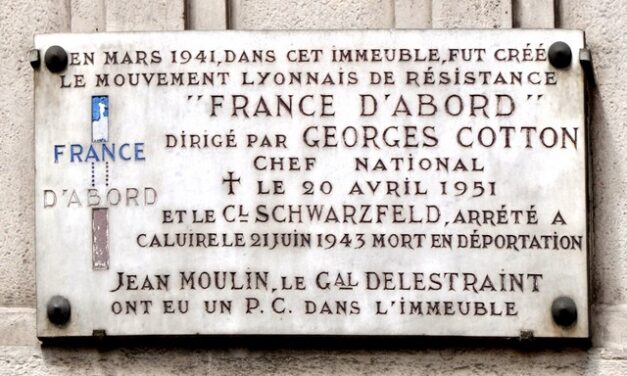 EN MARS 1941, DANS CET IMMEUBLE, FUT CRÉÉ
LE MOUVEMENT LYONNAIS DE RÉSISTANCE
"FRANCE D'ABORD"
DIRIGÉ PAR GEORGES COTTON
CHEF NATIONAL
✝ LE 20 AVRIL 1951
ET LE CL SCHWARZFELD, ARRÉTÉ A
CALUIRE LE 21 JUIN 1943 MORT EN DÉPORTATION
JEAN MOULIN, LE GAL DELESTRAINT
ONT EU UN P.C. DANS L'IMMEUBLE
FRANCE
D'ABORD